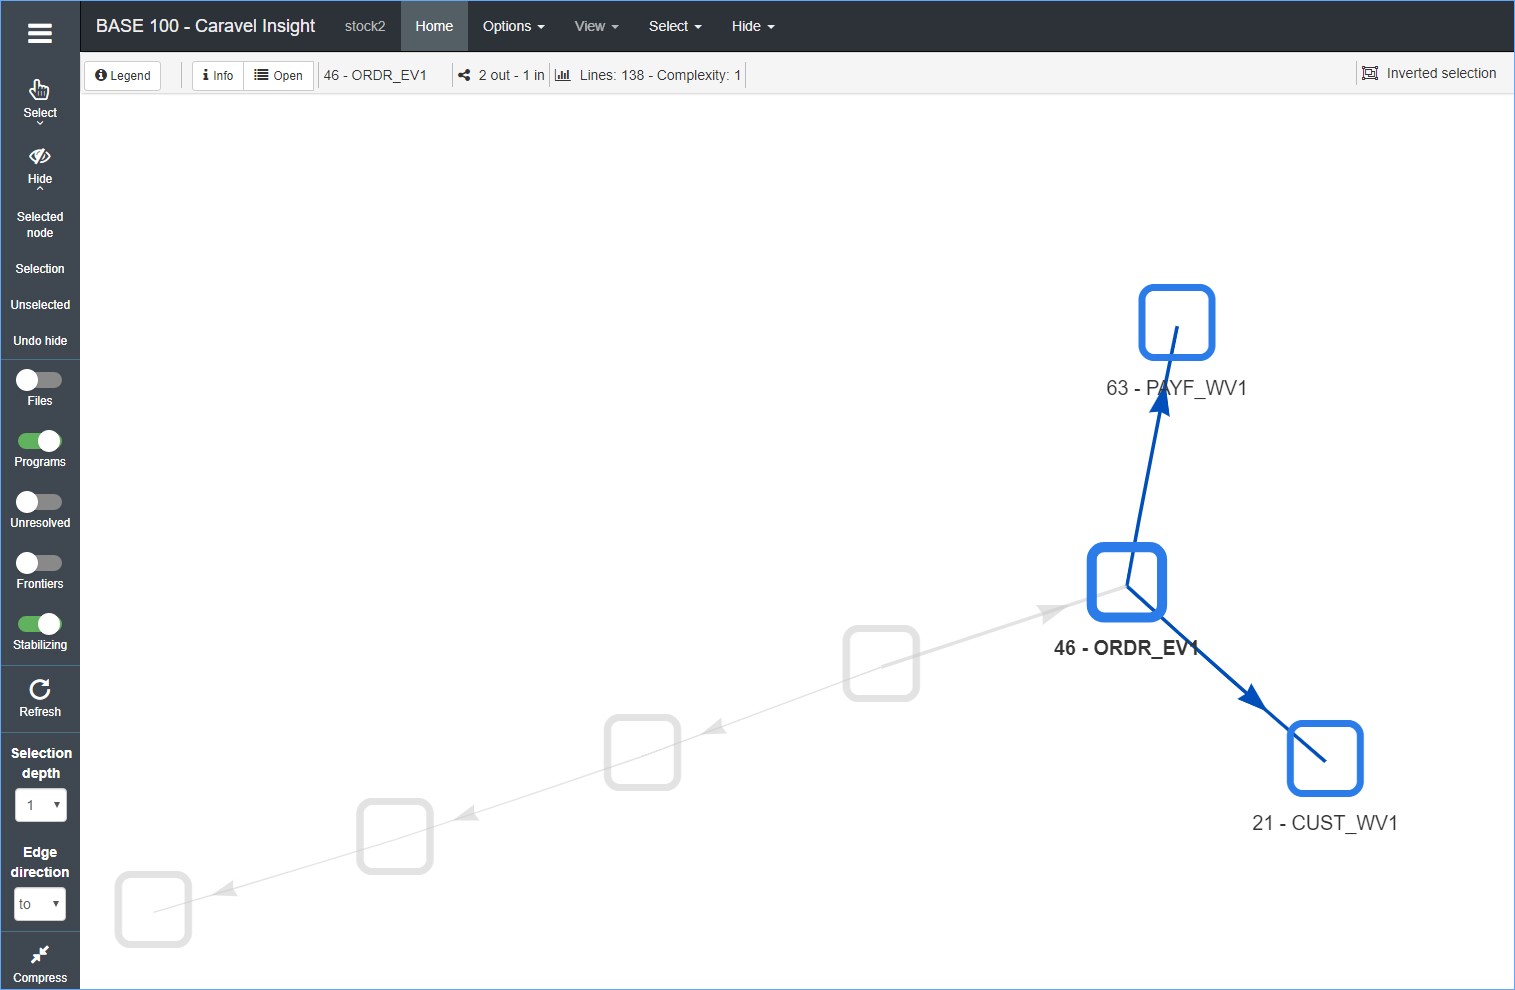 BASE 100 - Caravel Insight stock2 Home Options View Select Hide
Legend Info Open 46 - ORDR_EV1 2 out - 1 in Lines: 138 - Complexity: 1 Inverted selection
Select
Hide
Selected
node
Selection
Unselected
Undo hide
Files
Programs
Unresolved
Frontiers
Stabilizing
Refresh
Selection
depth
1
Edge
direction
to
Compress
63 - PAYF_WV1
46 - ORDR_EV1
21 - CUST_WV1